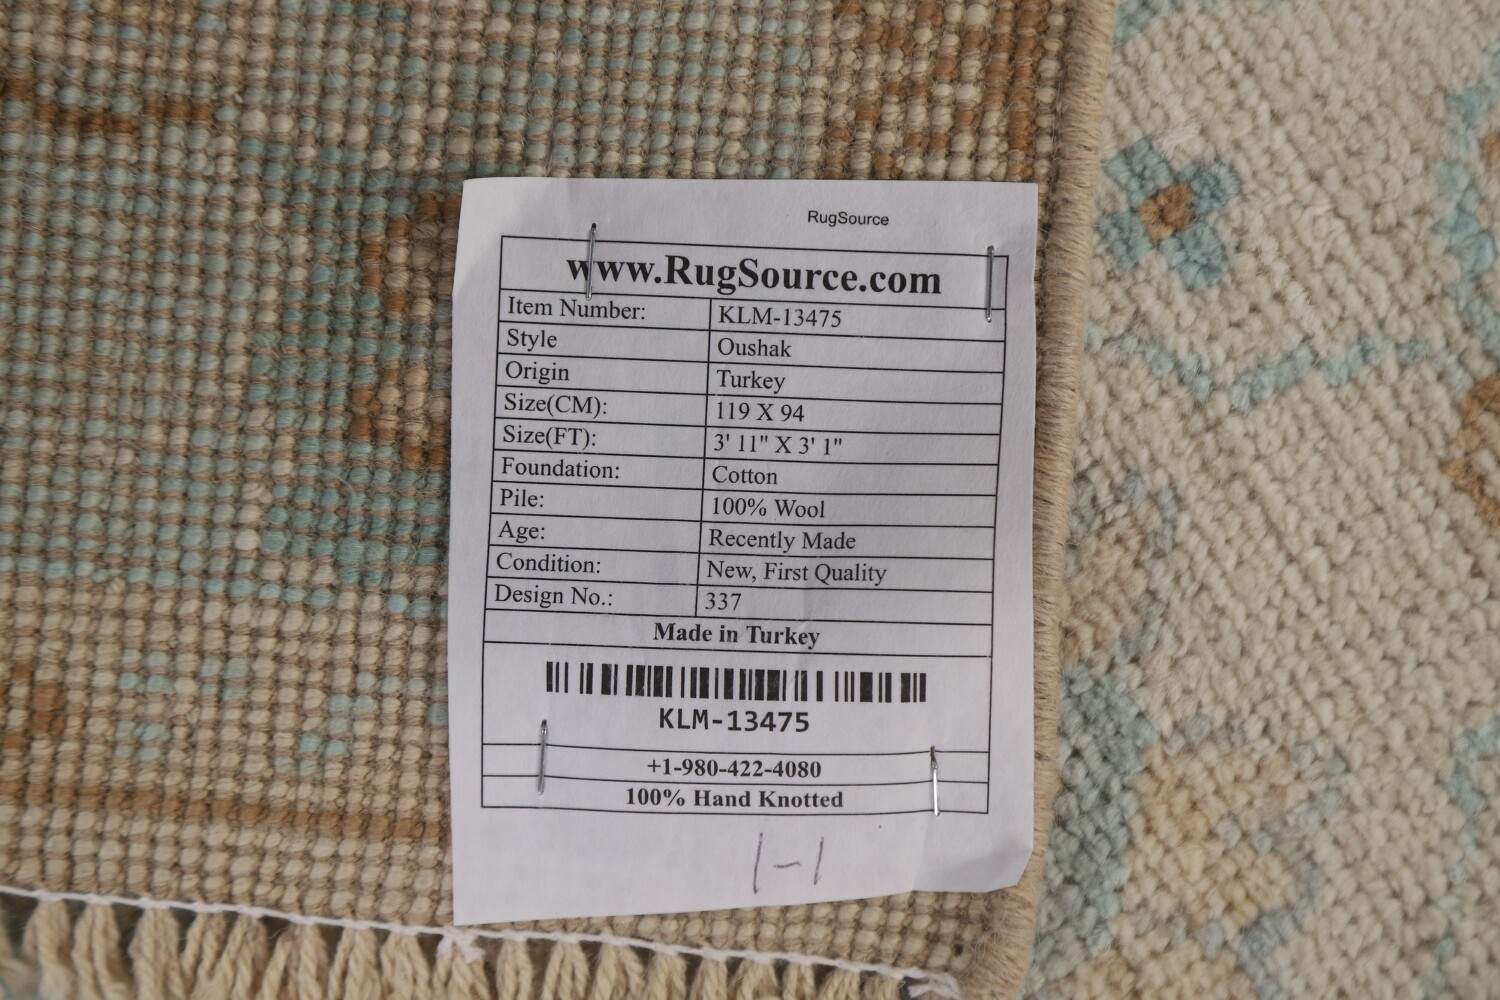 RugSource
www.RugSource.com
Item Number: KLM-13475
Style Oushak
Origin Turkey
Size(CM): 119 X 94
Size(FT): 3' 11" X 3' 1"
Foundation: Cotton
Pile: 100% Wool
Age: Recently Made
Condition: New, First Quality
Design No.: 337
Made in Turkey
KLM-13475
+1-980-422-4080
100% Hand Knotted
1-1